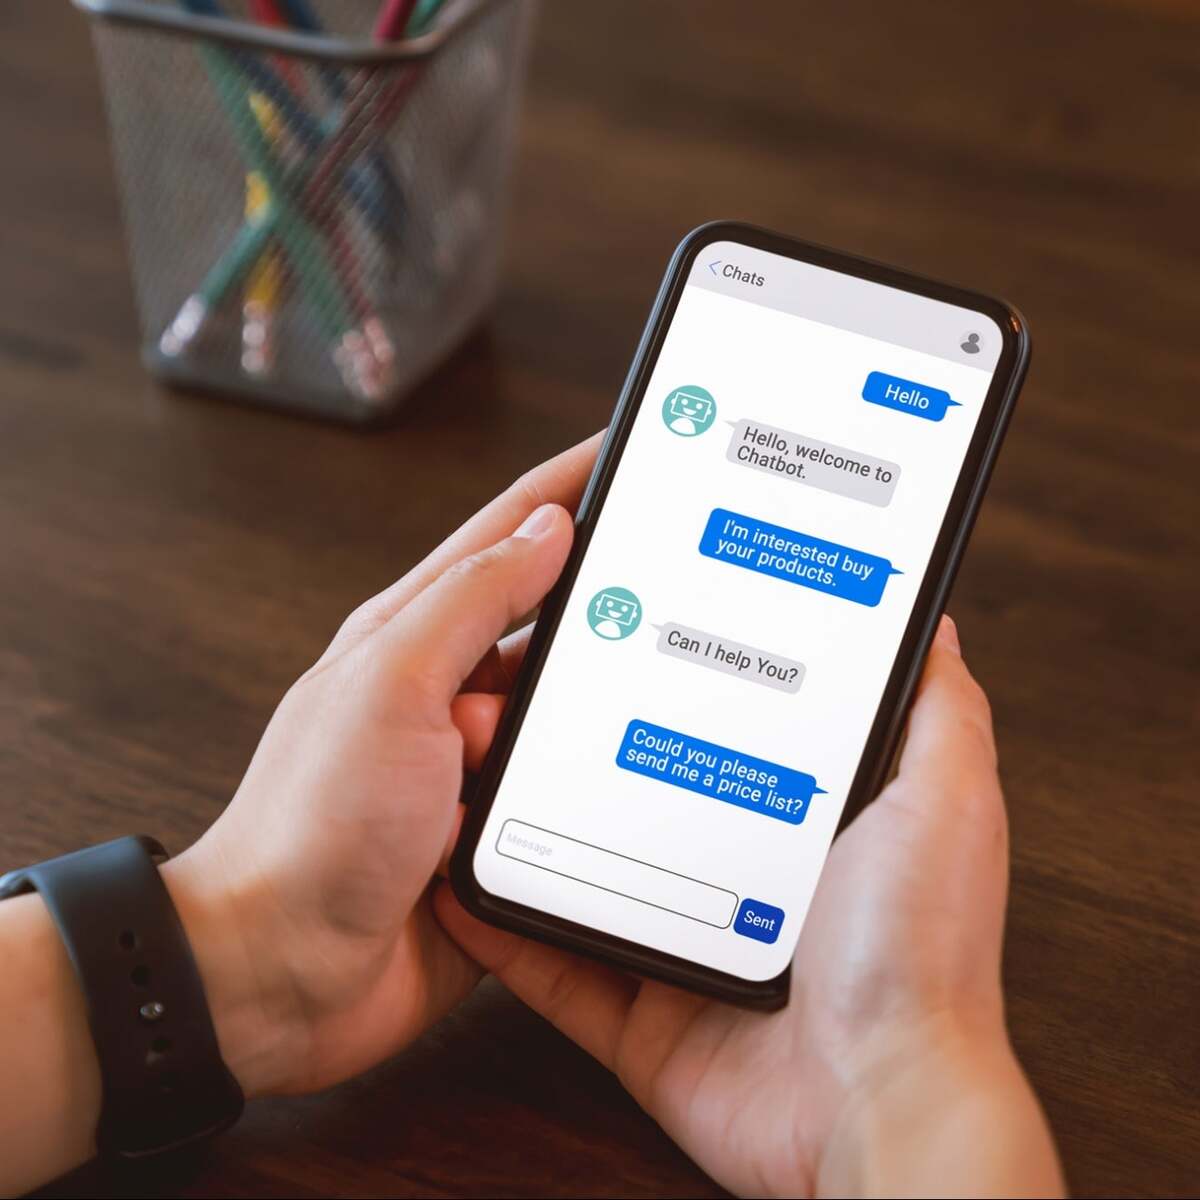 Chats
Hello
Hello, welcome to
Chatbot.
I'm interested buy
your products.
Can I help You?
Could you please
send me a price list?
Message
Sent